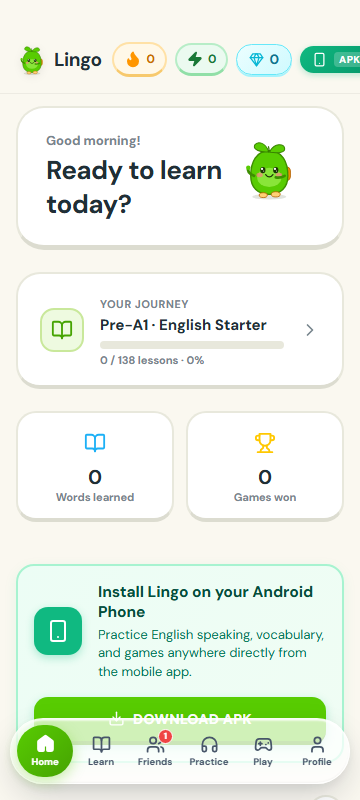 Lingo 0 0 0 APK
Good morning!
Ready to learn
today?
YOUR JOURNEY
Pre-A1 · English Starter
0 / 138 lessons · 0%
0
Words learned
0
Games won
Install Lingo on your Android
Phone
Practice English speaking, vocabulary,
and games anywhere directly from
the mobile app.
DOWNLOAD APK
1
Home Learn Friends Practice Play Profile